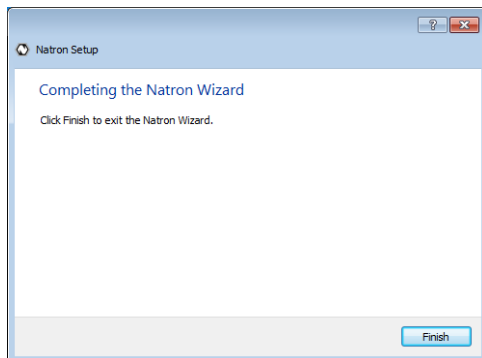 Natron Setup
Completing the Natron Wizard
Click Finish to exit the Natron Wizard.
Finish